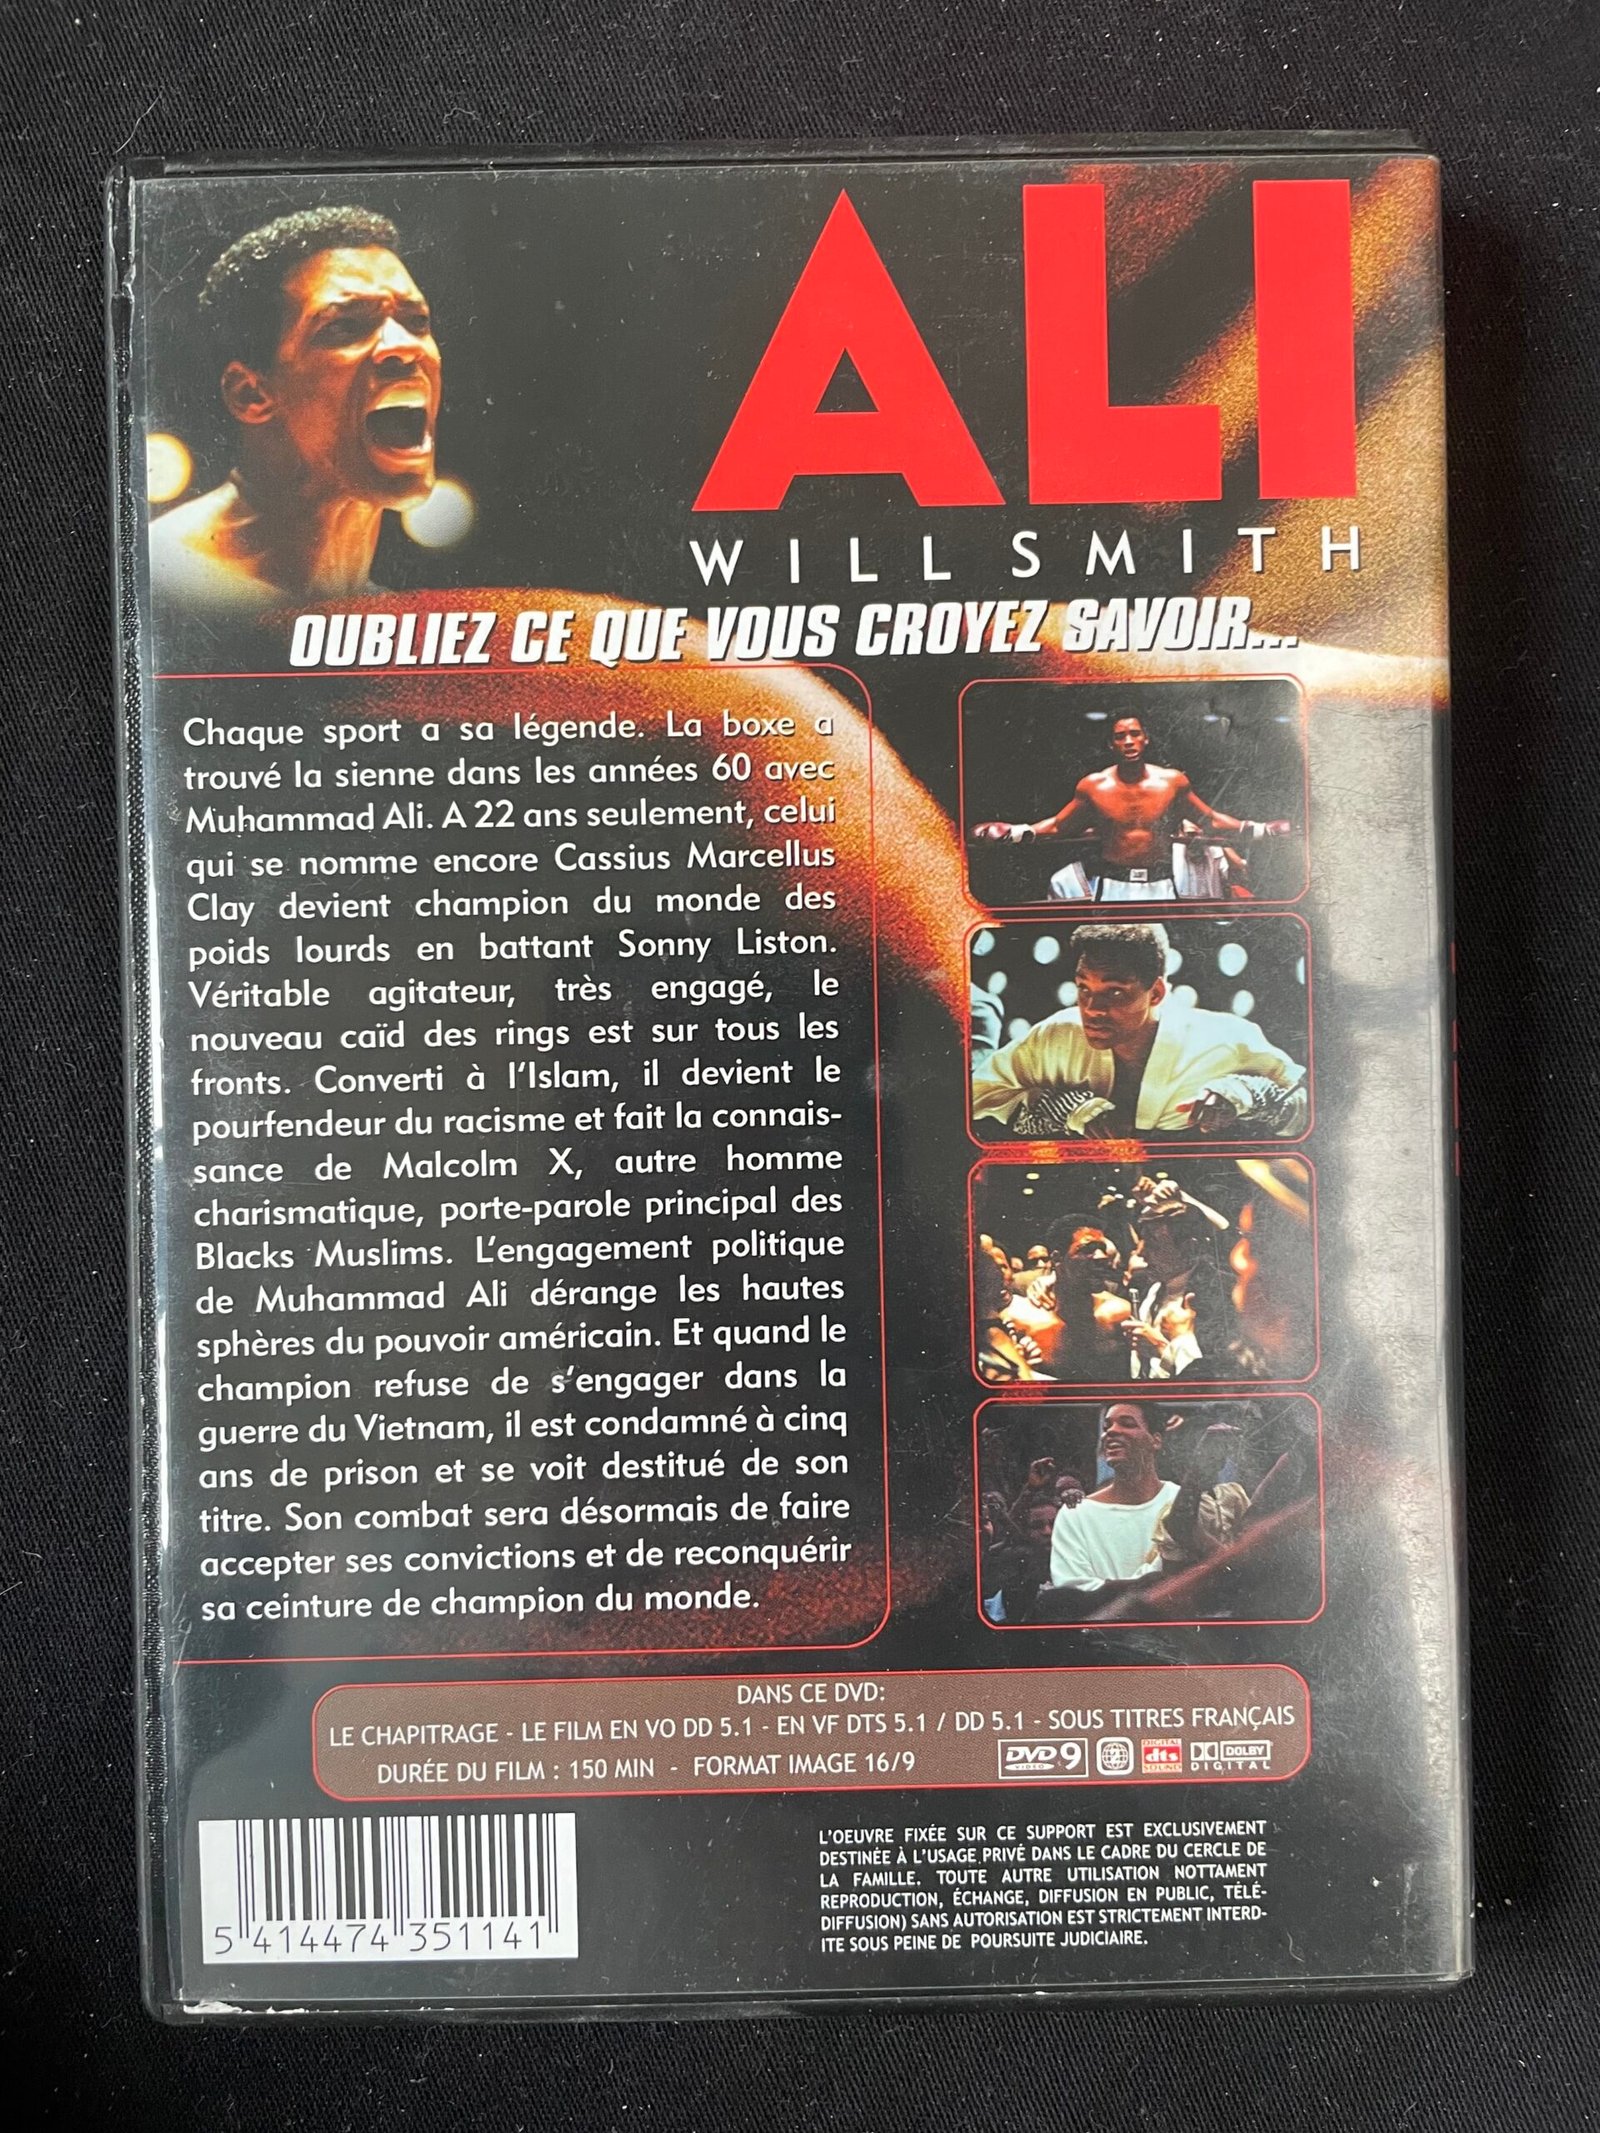 ALI
WILL SMITH
OUBLIEZ CE QUE VOUS CROYEZ SAVOIR...
Chaque sport a sa légende. La boxe a
trouvé la sienne dans les années 60 avec
Muhammad Ali. A 22 ans seulement, celui
qui se nomme encore Cassius Marcellus
Clay devient champion du monde des
poids lourds en battant Sonny Liston.
Véritable agitateur, très engagé, le
nouveau caïd des rings est sur tous les
fronts. Converti à l'Islam, il devient le
pourfendeur du racisme et fait la connais-
sance de Malcolm X, autre homme
charismatique, porte-parole principal des
Blacks Muslims. L'engagement politique
de Muhammad Ali dérange les hautes
sphères du pouvoir américain. Et quand le
champion refuse de s'engager dans la
guerre du Vietnam, il est condamné à cinq
ans de prison et se voit destitué de son
titre. Son combat sera désormais de faire
accepter ses convictions et de reconquérir
sa ceinture de champion du monde.
DANS CE DVD:
LE CHAPITRAGE - LE FILM EN VO DD 5.1 - EN VF DTS 5.1 / DD 5.1 - SOUS TITRES FRANÇAIS
DURÉE DU FILM : 150 MIN - FORMAT IMAGE 16/9
DVD VIDEO 9
2
DIGITAL dts SOUND
DOLBY DIGITAL
5 414474 351141
L'OEUVRE FIXÉE SUR CE SUPPORT EST EXCLUSIVEMENT
DESTINÉE À L'USAGE PRIVÉ DANS LE CADRE DU CERCLE DE
LA FAMILLE. TOUTE AUTRE UTILISATION NOTTAMENT
REPRODUCTION, ÉCHANGE, DIFFUSION EN PUBLIC, TÉLÉ-
DIFFUSION) SANS AUTORISATION EST STRICTEMENT INTERD-
ITE SOUS PEINE DE POURSUITE JUDICIAIRE.